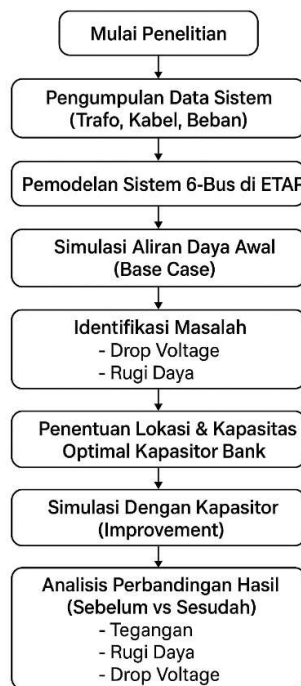 Mulai Penelitian
Pengumpulan Data Sistem
(Trafo, Kabel, Beban)
Pemodelan Sistem 6-Bus di ETAP
Simulasi Aliran Daya Awal
(Base Case)
Identifikasi Masalah
- Drop Voltage
- Rugi Daya
Penentuan Lokasi & Kapasitas
Optimal Kapasitor Bank
Simulasi Dengan Kapasitor
(Improvement)
Analisis Perbandingan Hasil
(Sebelum vs Sesudah)
- Tegangan
- Rugi Daya
- Drop Voltage